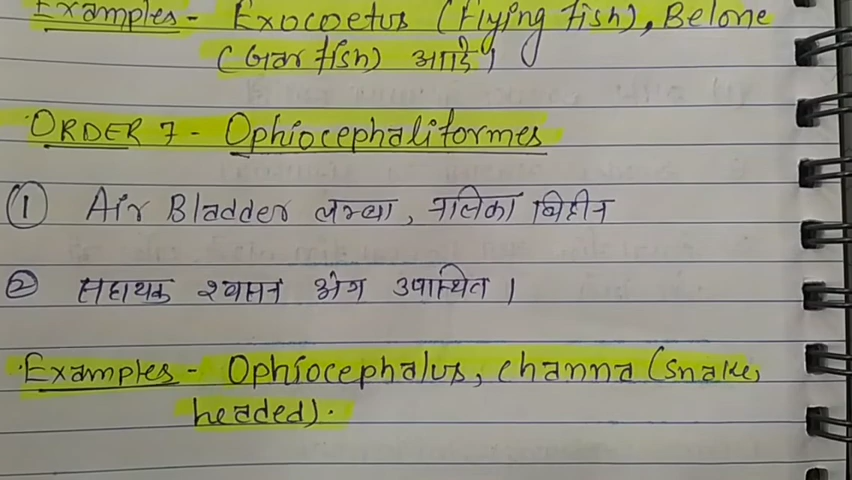 Examples - Exocoetus (Flying fish), Belone
(Gar fish) आदि।
ORDER 7 - Ophiocephaliformes
① Air Bladder लम्बा, नलिका विहीन
② सहायक श्वसन अंग उपस्थित।
Examples - Ophiocephalus, Channa (Snake,
headed).